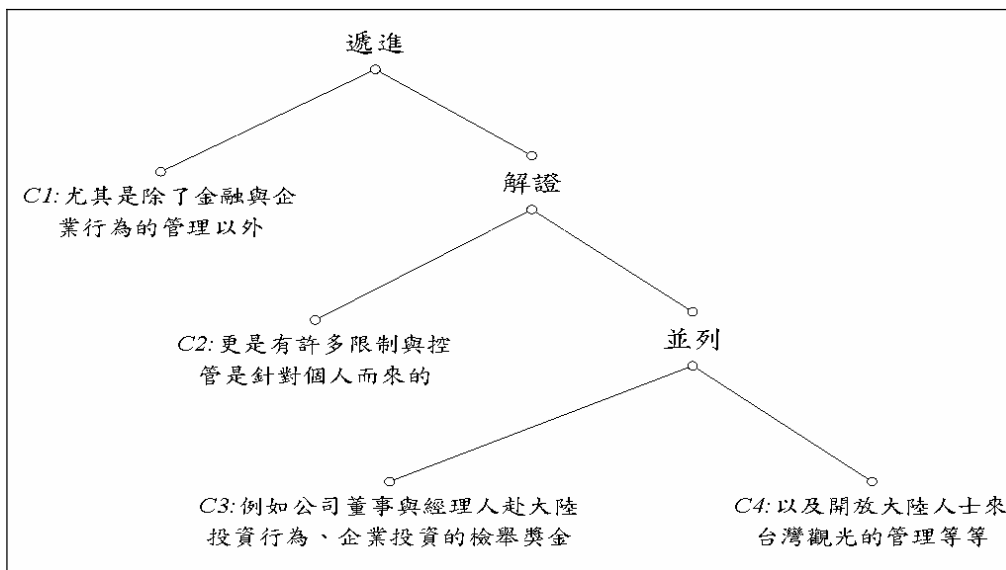 遞進
C1:尤其是除了金融與企
業行為的管理以外
解證
C2:更是有許多限制與控
管是針對個人而來的
並列
C3:例如公司董事與經理人赴大陸
投資行為、企業投資的檢舉獎金
C4:以及開放大陸人士來
台灣觀光的管理等等